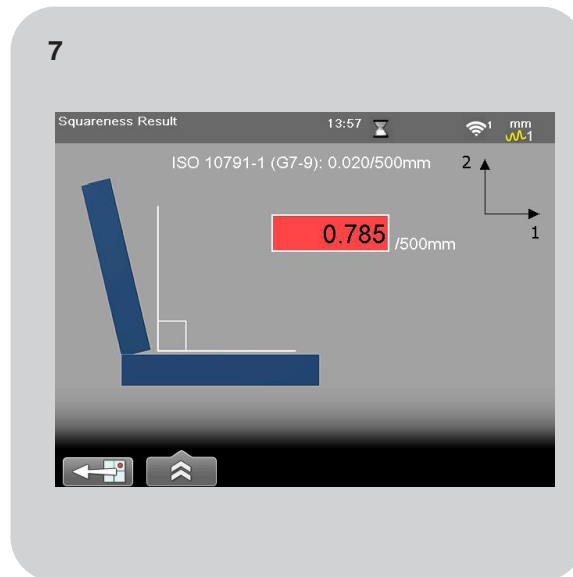 7
Squareness Result 13:57 1 mm
1
ISO 10791-1 (G7-9): 0.020/500mm 2
0.785 /500mm 1